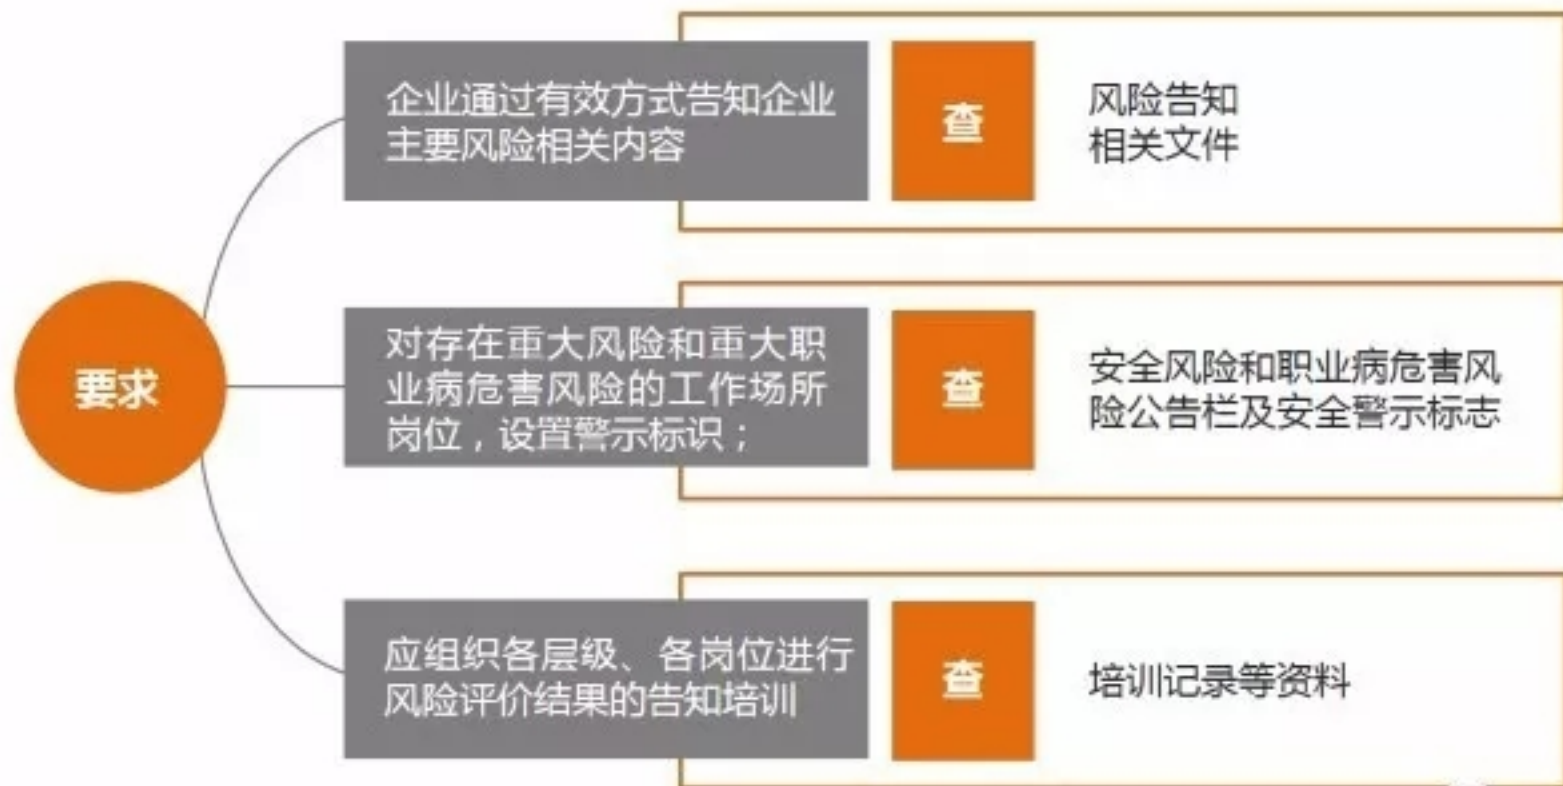 要求
企业通过有效方式告知企业
主要风险相关内容
查
风险告知
相关文件
对存在重大风险和重大职
业病危害风险的工作场所
岗位，设置警示标识；
查
安全风险和职业病危害风
险公告栏及安全警示标志
应组织各层级、各岗位进行
风险评价结果的告知培训
查
培训记录等资料